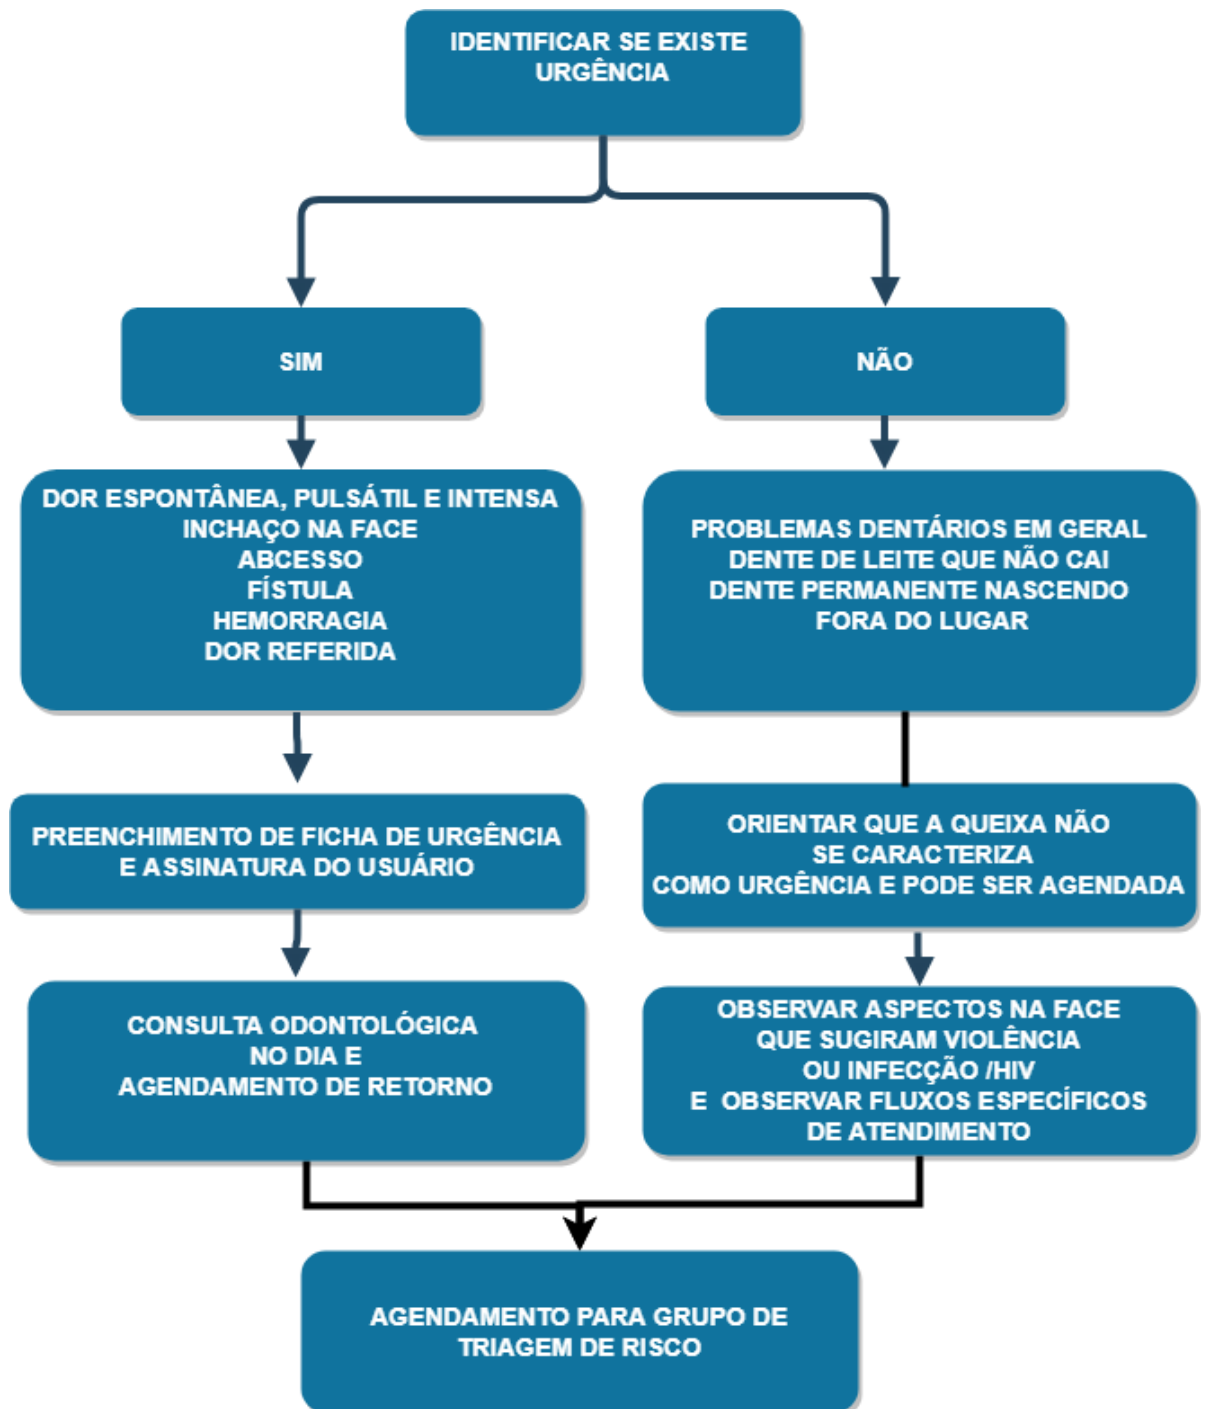 IDENTIFICAR SE EXISTE
URGÊNCIA
SIM
NÃO
DOR ESPONTÂNEA, PULSÁTIL E INTENSA
INCHAÇO NA FACE
ABCESSO
FÍSTULA
HEMORRAGIA
DOR REFERIDA
PROBLEMAS DENTÁRIOS EM GERAL
DENTE DE LEITE QUE NÃO CAI
DENTE PERMANENTE NASCENDO
FORA DO LUGAR
PREENCHIMENTO DE FICHA DE URGÊNCIA
E ASSINATURA DO USUÁRIO
ORIENTAR QUE A QUEIXA NÃO
SE CARACTERIZA
COMO URGÊNCIA E PODE SER AGENDADA
CONSULTA ODONTOLÓGICA
NO DIA E
AGENDAMENTO DE RETORNO
OBSERVAR ASPECTOS NA FACE
QUE SUGIRAM VIOLÊNCIA
OU INFECÇÃO /HIV
E OBSERVAR FLUXOS ESPECÍFICOS
DE ATENDIMENTO
AGENDAMENTO PARA GRUPO DE
TRIAGEM DE RISCO